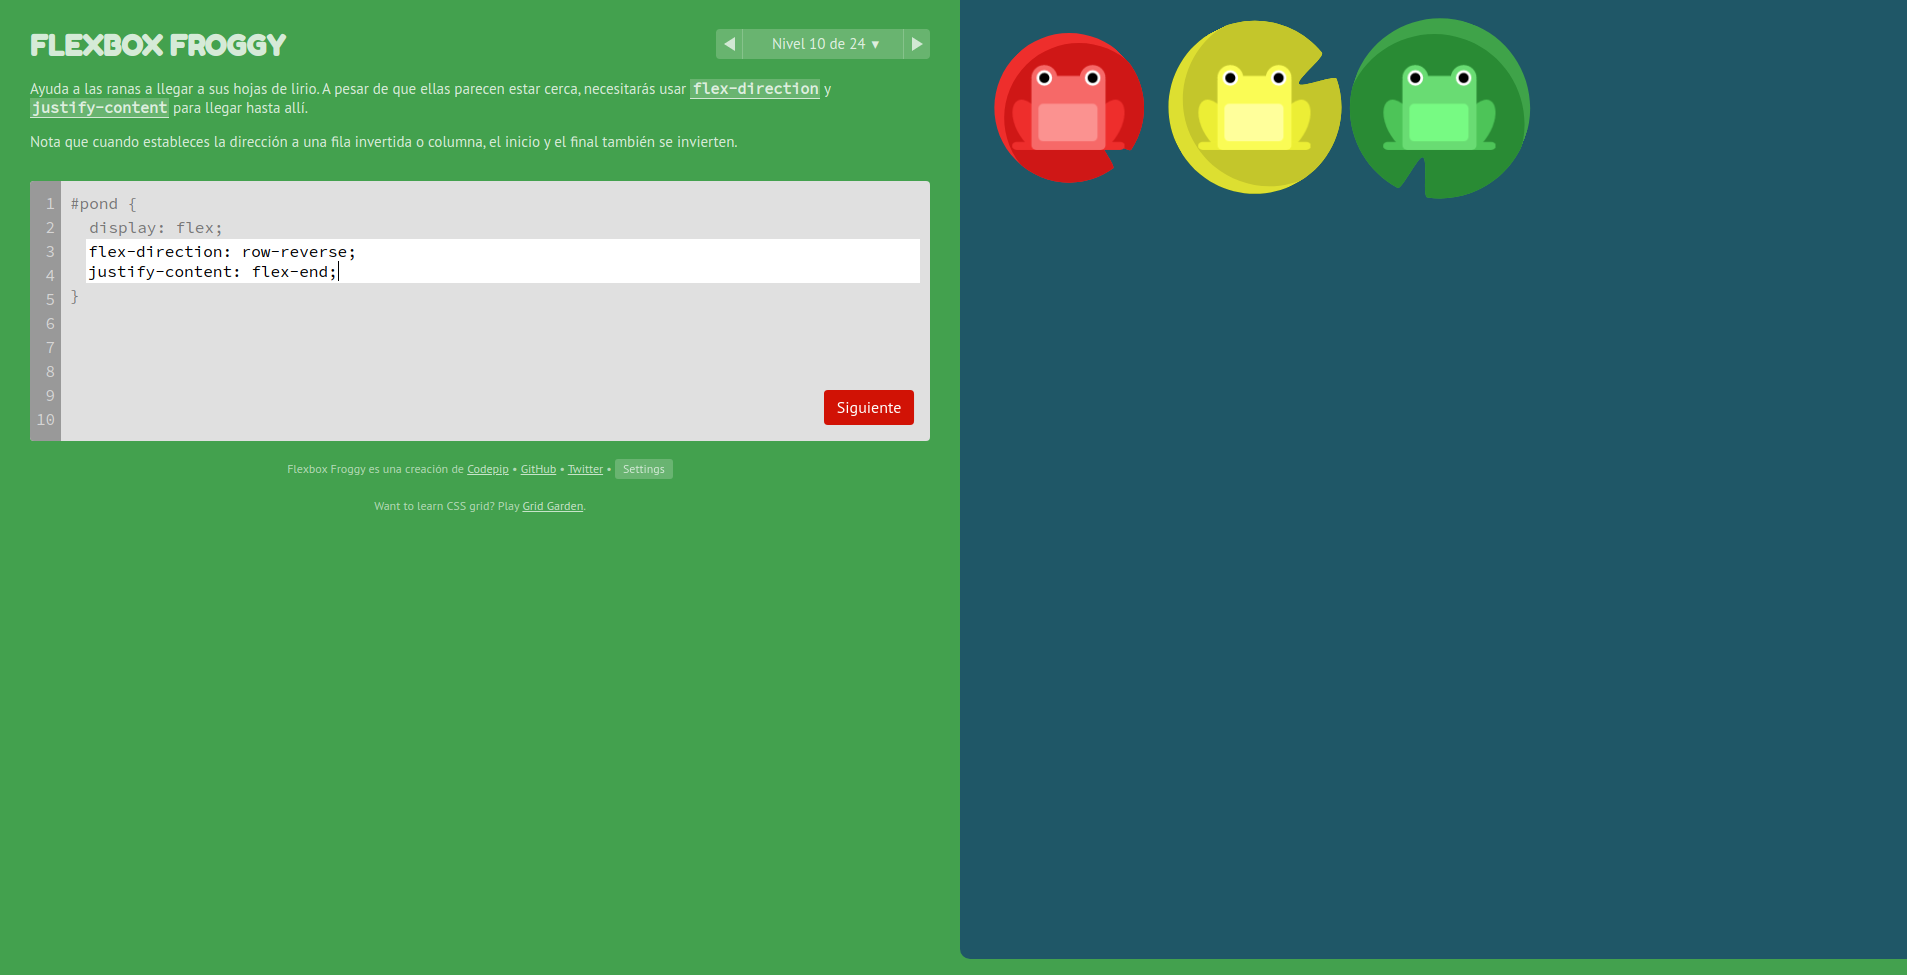 FLEXBOX FROGGY
◀ Nivel 10 de 24 ▼ ▶
Ayuda a las ranas a llegar a sus hojas de lirio. A pesar de que ellas parecen estar cerca, necesitarás usar flex-direction y
justify-content para llegar hasta allí.
Nota que cuando estableces la dirección a una fila invertida o columna, el inicio y el final también se invierten.
1 #pond {
2 display: flex;
3 flex-direction: row-reverse;
4 justify-content: flex-end;
5 }
6
7
8
9
10
Siguiente
Flexbox Froggy es una creación de Codepip • GitHub • Twitter • Settings
Want to learn CSS grid? Play Grid Garden.